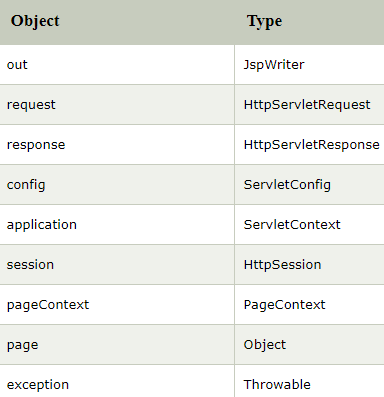 Object Type
out JspWriter
request HttpServletRequest
response HttpServletResponse
config ServletConfig
application ServletContext
session HttpSession
pageContext PageContext
page Object
exception Throwable